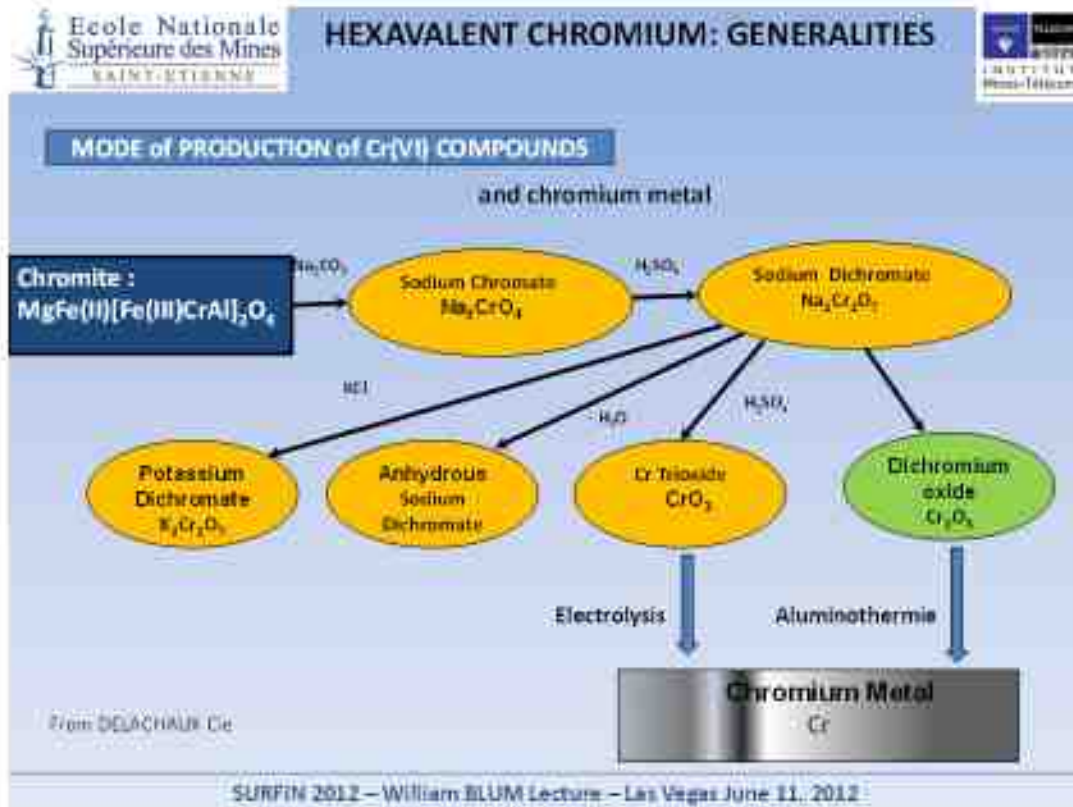 Ecole Nationale
Supérieure des Mines
SAINT-ETIENNE
HEXAVALENT CHROMIUM: GENERALITIES
INSTITUT
Mines-Télécom
MODE of PRODUCTION of Cr(VI) COMPOUNDS
and chromium metal
Chromite :
MgFe(II)[Fe(III)CrAl]₂O₄
Na₂CO₃
Sodium Chromate
Na₂CrO₄
H₂SO₄
Sodium Dichromate
Na₂Cr₂O₇
KCl
H₂O
H₂SO₄
Potassium
Dichromate
K₂Cr₂O₇
Anhydrous
Sodium
Dichromate
Cr Trioxide
CrO₃
Dichromium
oxide
Cr₂O₃
Electrolysis
Aluminothermie
Chromium Metal
Cr
From DELACHAUX Cie
SURFIN 2012 – William BLUM Lecture – Las Vegas June 11, 2012